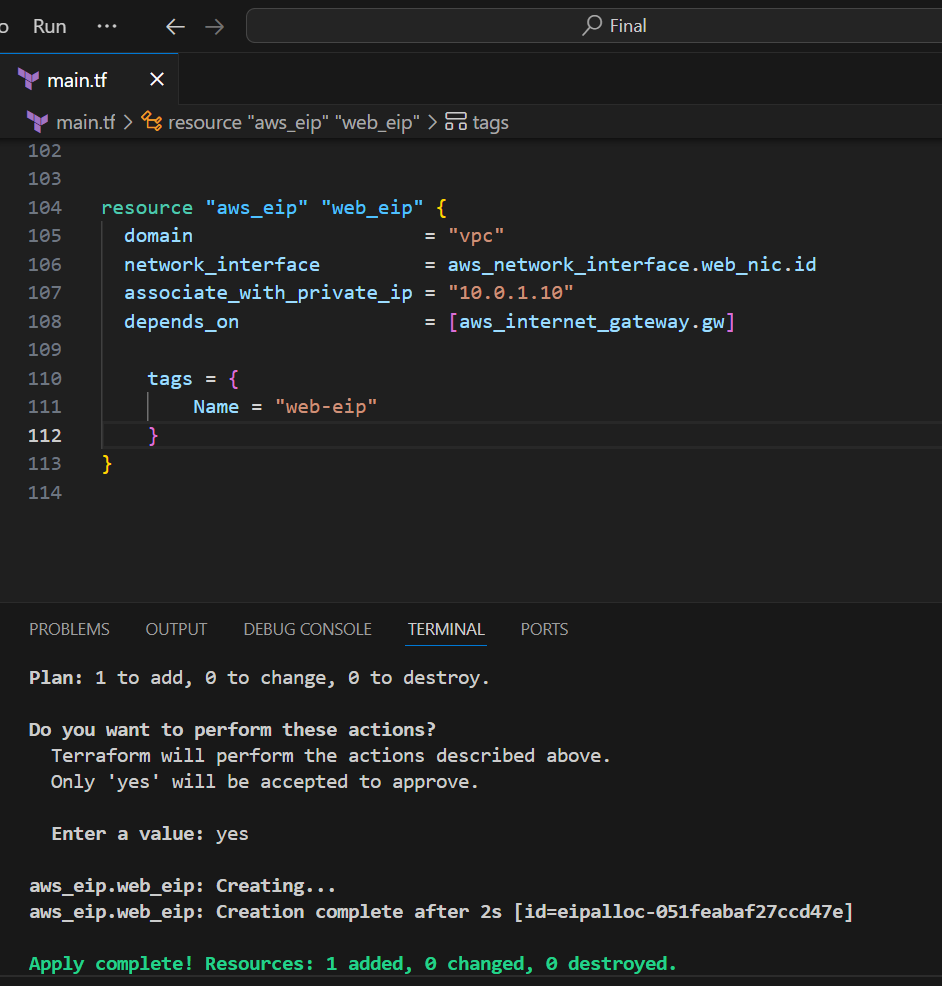 Run ··· ← → Final
main.tf ×
main.tf > resource "aws_eip" "web_eip" > tags
102
103
104 resource "aws_eip" "web_eip" {
105   domain                    = "vpc"
106   network_interface         = aws_network_interface.web_nic.id
107   associate_with_private_ip = "10.0.1.10"
108   depends_on                = [aws_internet_gateway.gw]
109
110     tags = {
111         Name = "web-eip"
112     }
113 }
114
PROBLEMS OUTPUT DEBUG CONSOLE TERMINAL PORTS
Plan: 1 to add, 0 to change, 0 to destroy.
Do you want to perform these actions?
  Terraform will perform the actions described above.
  Only 'yes' will be accepted to approve.
  Enter a value: yes
aws_eip.web_eip: Creating...
aws_eip.web_eip: Creation complete after 2s [id=eipalloc-051feabaf27ccd47e]
Apply complete! Resources: 1 added, 0 changed, 0 destroyed.